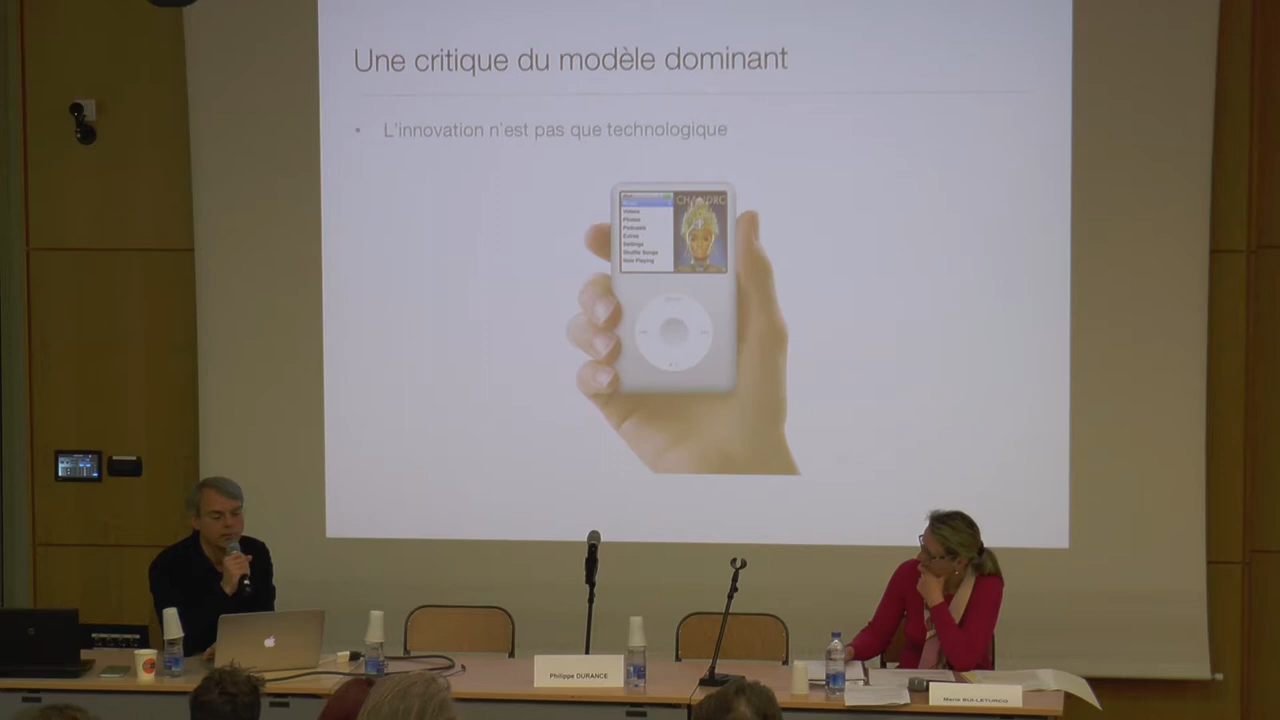 Une critique du modèle dominant
• L'innovation n'est pas que technologique
Music
Videos
Photos
Podcasts
Extras
Settings
Shuffle Songs
Now Playing
Philippe DURANCE